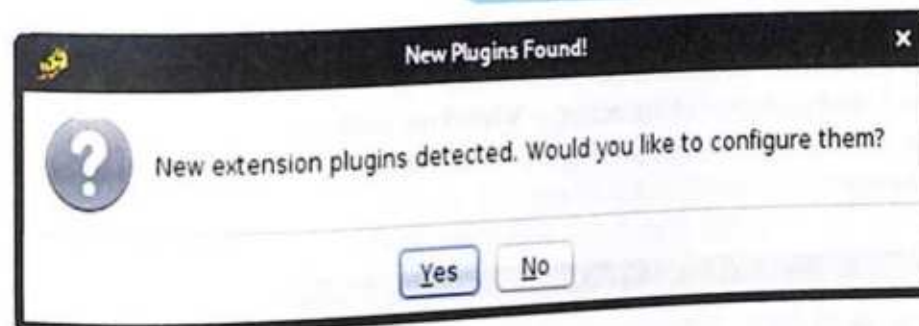 New Plugins Found!
New extension plugins detected. Would you like to configure them?
Yes No